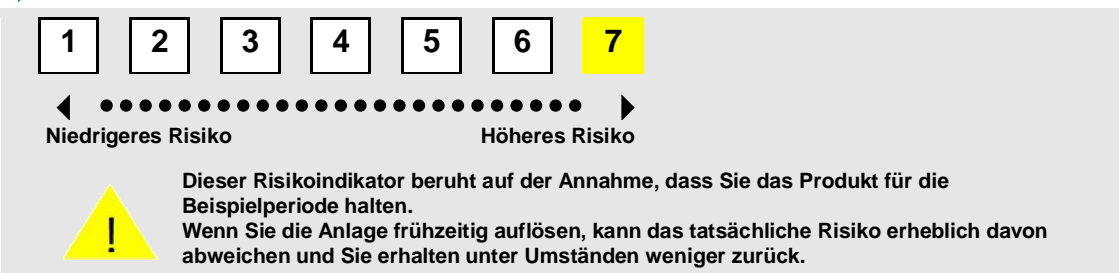 1 2 3 4 5 6 7
Niedrigeres Risiko Höheres Risiko
Dieser Risikoindikator beruht auf der Annahme, dass Sie das Produkt für die
Beispielperiode halten.
Wenn Sie die Anlage frühzeitig auflösen, kann das tatsächliche Risiko erheblich davon
abweichen und Sie erhalten unter Umständen weniger zurück.
!